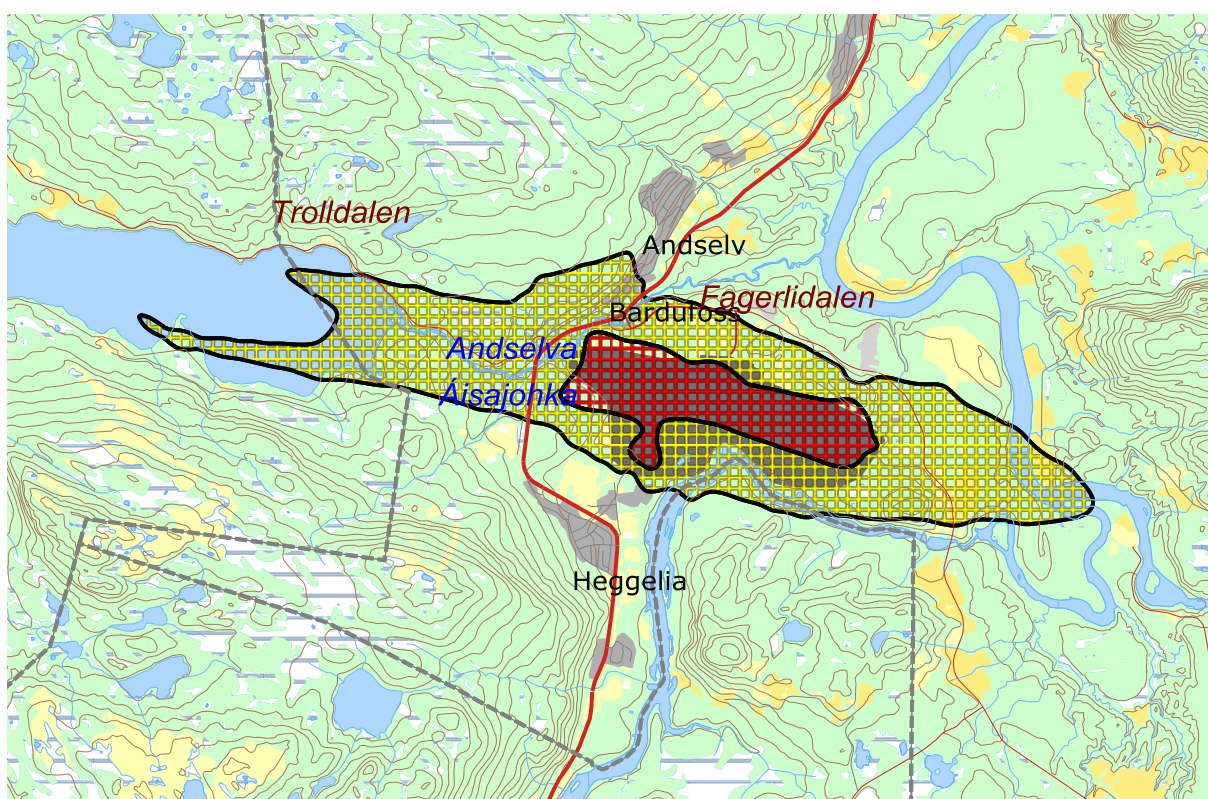 Trolldalen
Andselv
Fagerlidalen
Bardufoss
Andselva
Áisajohka
Heggelia